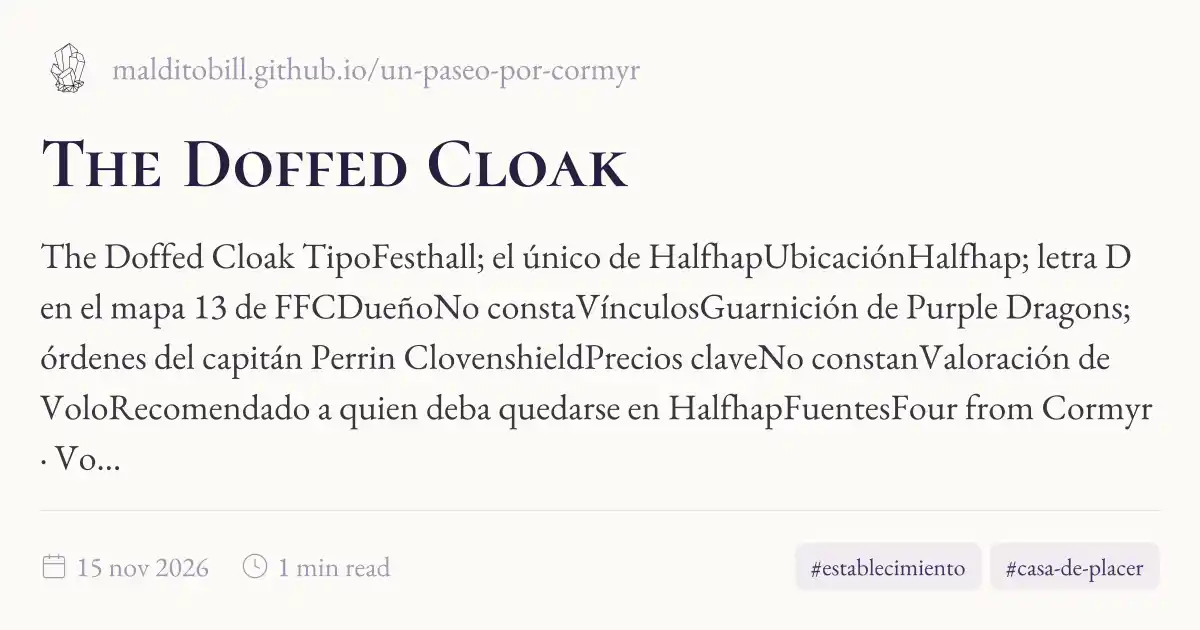 malditobill.github.io/un-paseo-por-cormyr
The Doffed Cloak
The Doffed Cloak TipoFesthall; el único de HalfhapUbicaciónHalfhap; letra D
en el mapa 13 de FFCDueñoNo constaVínculosGuarnición de Purple Dragons;
órdenes del capitán Perrin ClovenshieldPrecios claveNo constanValoración de
VoloRecomendado a quien deba quedarse en HalfhapFuentesFour from Cormyr
· Vo...
15 nov 2026 1 min read #establecimiento #casa-de-placer